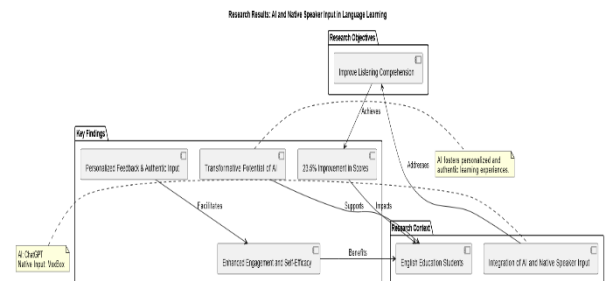 Research Results: AI and Native Speaker Input in Language Learning
Research Objectives
Improve Listening Comprehension
Achieves
Key Findings
Personalized Feedback & Authentic Input
Transformative Potential of AI
23.5% Improvement in Scores
Addresses
AI fosters personalized and
authentic learning experiences.
Facilitates
Supports
Impacts
Research Context
AI: ChatGPT
Native Input: VoxBox
Enhanced Engagement and Self-Efficacy
Benefits
English Education Students
Integration of AI and Native Speaker Input